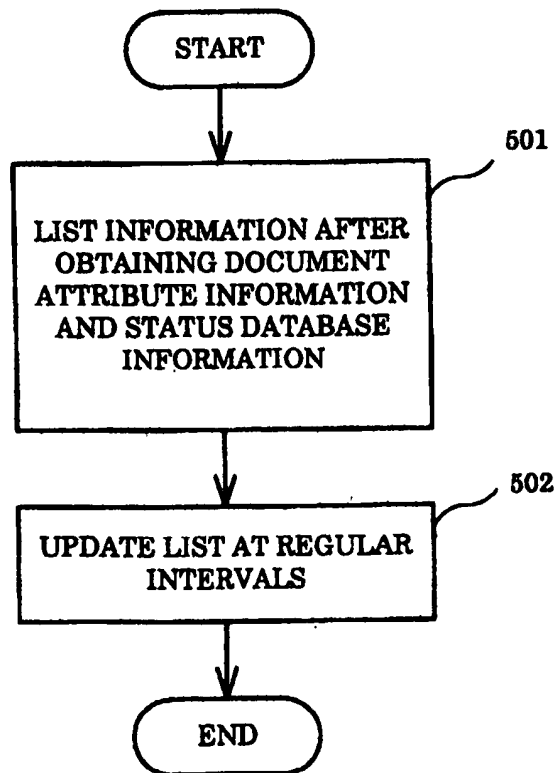 START
501
LIST INFORMATION AFTER
OBTAINING DOCUMENT
ATTRIBUTE INFORMATION
AND STATUS DATABASE
INFORMATION
502
UPDATE LIST AT REGULAR
INTERVALS
END